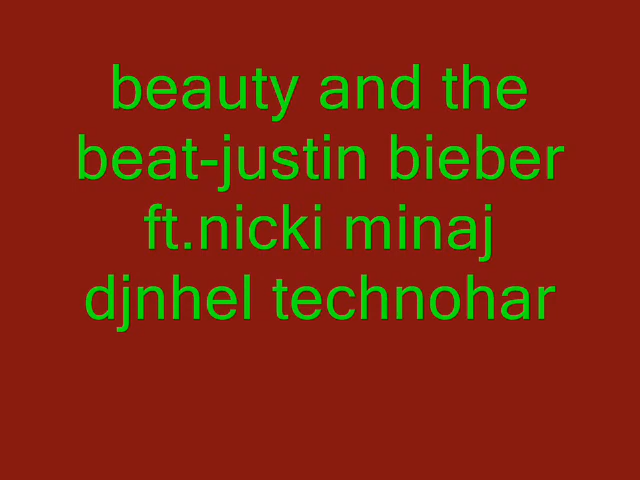 beauty and the
beat-justin bieber
ft.nicki minaj
djnhel technohar